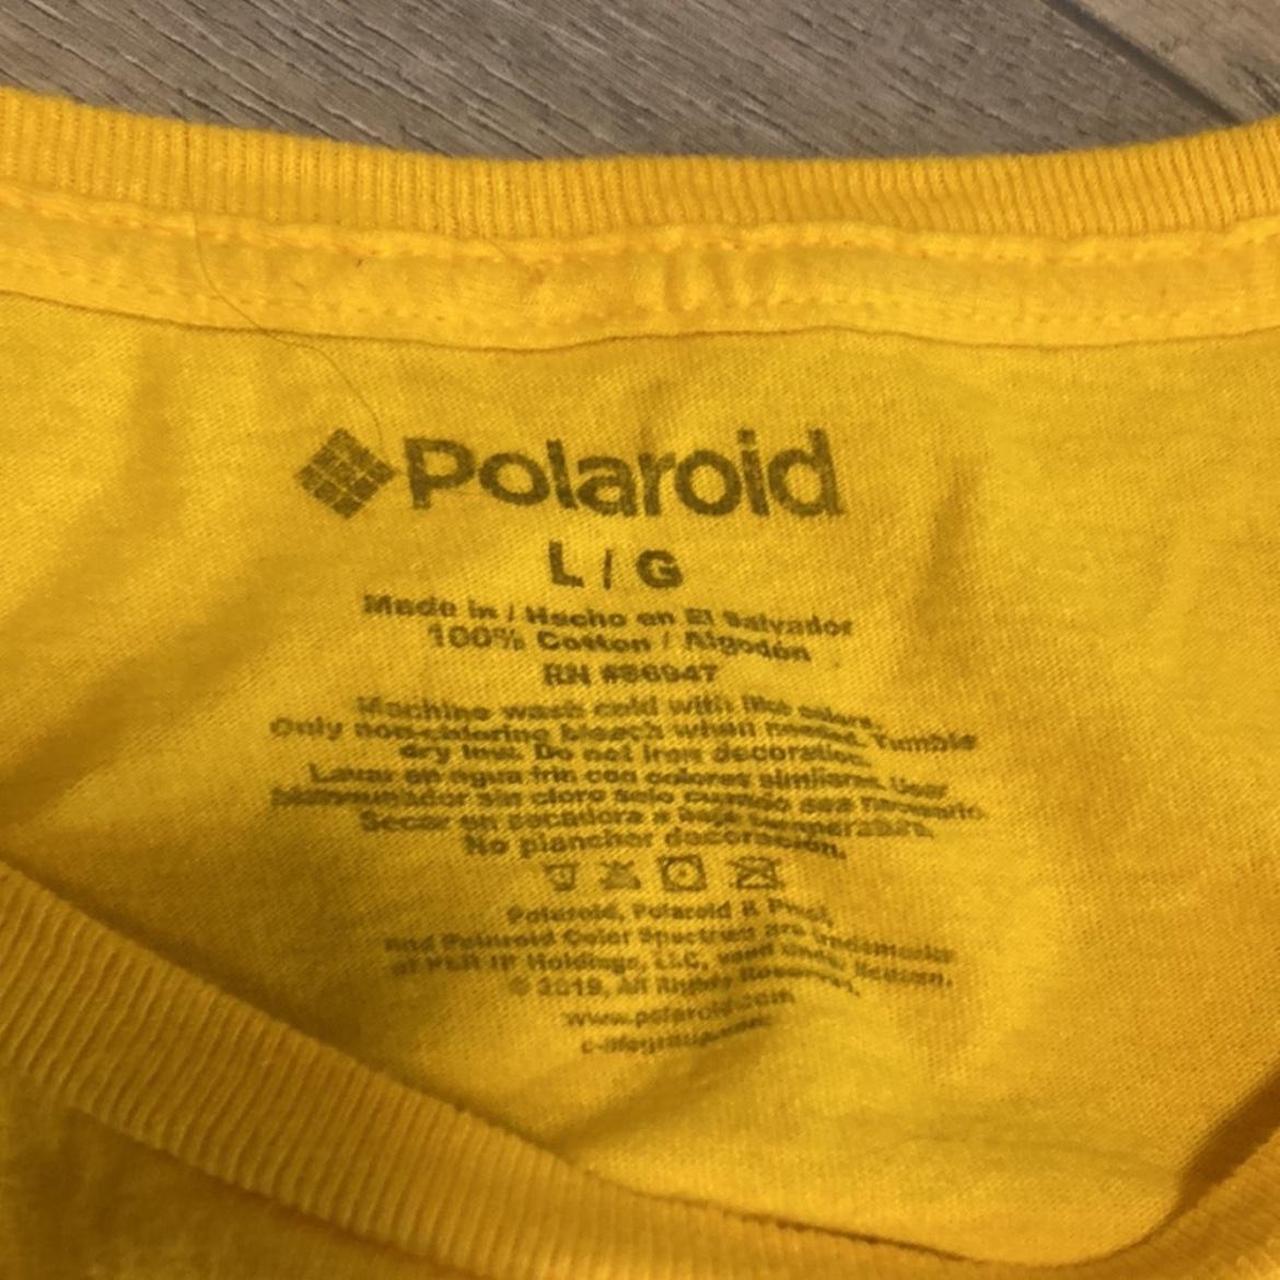 Polaroid
L / G
Made in / Hecho en El Salvador
100% Cotton / Algodón
RN #86947
Machine wash cold with like colors.
Only non-chlorine bleach when needed. Tumble
dry low. Do not iron decoration.
Lavar en agua fria con colores similares. Usar
blanqueador sin cloro solo cuando sea necesario.
Secar en secadora a baja temperatura.
No planchar decoración.
Polaroid, Polaroid & Pixel,
and Polaroid Color Spectrum are trademarks
of PLR IP Holdings, LLC, used under license.
© 2019, All Rights Reserved.
www.polaroid.com